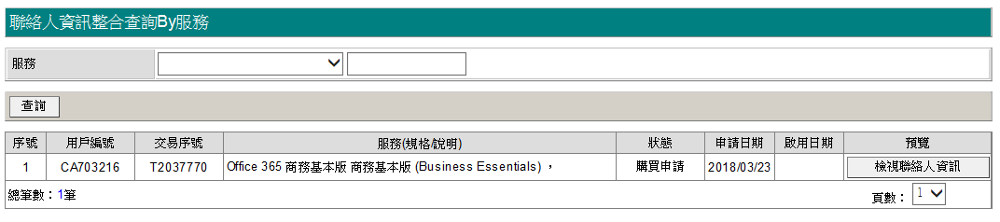 聯絡人資訊整合查詢By服務
服務
查詢
序號 用戶編號 交易序號 服務(規格/說明) 狀態 申請日期 啟用日期 預覽
1 CA703216 T2037770 Office 365 商務基本版 商務基本版 (Business Essentials) ， 購買申請 2018/03/23 檢視聯絡人資訊
總筆數：1筆 頁數： 1